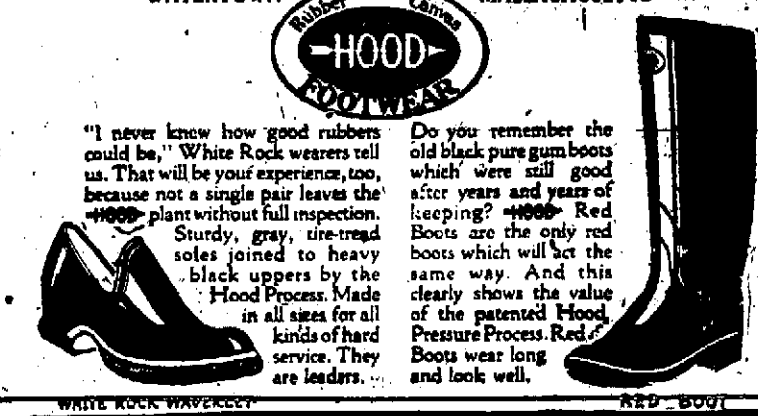 Rubber Canvas
HOOD
FOOTWEAR
"I never knew how good rubbers
could be," White Rock wearers tell
us. That will be your experience, too,
because not a single pair leaves the
HOOD plant without full inspection.
Sturdy, gray, tire-tread
soles joined to heavy
black uppers by the
Hood Process. Made
in all sizes for all
kinds of hard
service. They
are leaders.
WHITE ROCK WAVERLEY
Do you remember the
old black pure gum boots
which were still good
after years and years of
keeping? HOOD Red
Boots are the only red
boots which will act the
same way. And this
clearly shows the value
of the patented Hood
Pressure Process. Red
Boots wear long
and look well.
RED BOOT